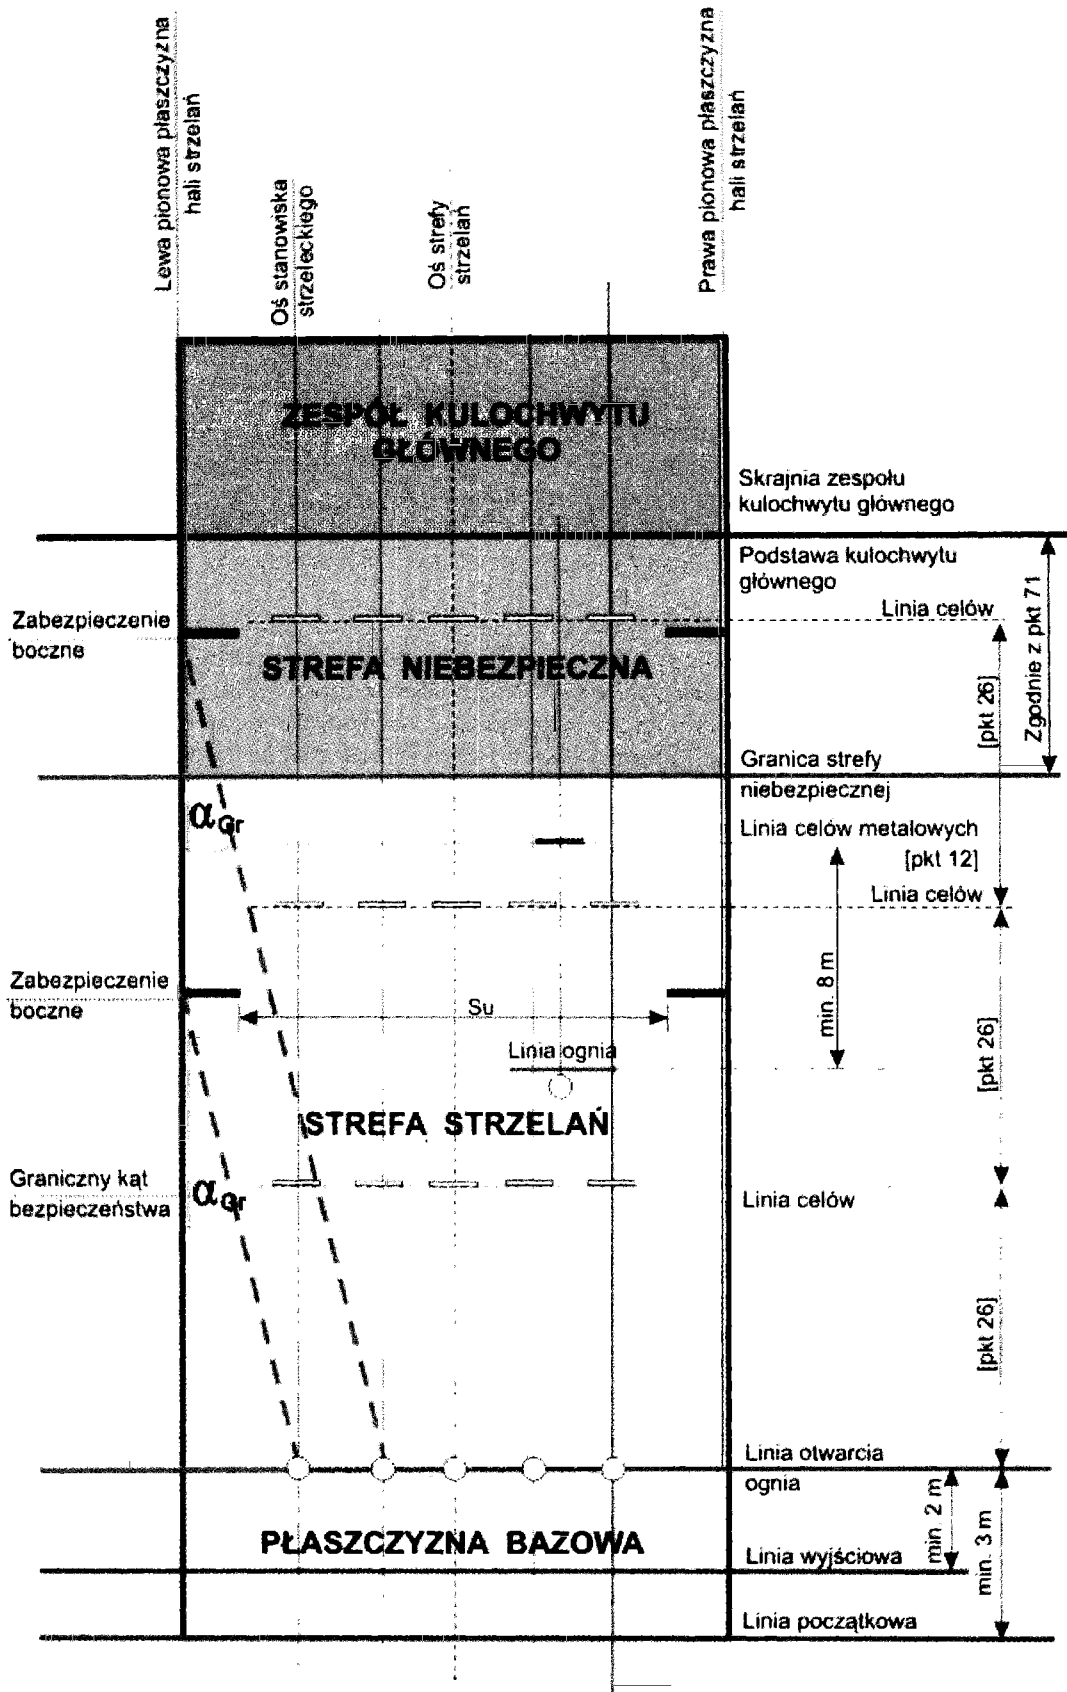 Lewa pionowa płaszczyzna
hali strzelań
Oś stanowiska
strzeleckiego
Oś strefy
strzelań
Prawa pionowa płaszczyzna
hali strzelań
ZESPÓŁ KULOCHWYTU
GŁÓWNEGO
Skrajnia zespołu
kulochwytu głównego
Podstawa kulochwytu
głównego
Linia celów
Zgodnie z pkt 71
Zabezpieczenie
boczne
STREFA NIEBEZPIECZNA
[pkt 26]
Granica strefy
niebezpiecznej
αGr
Linia celów metalowych
[pkt 12]
Linia celów
Zabezpieczenie
boczne
Su
min. 8 m
[pkt 26]
Linia ognia
STREFA STRZELAŃ
Graniczny kąt
bezpieczeństwa
αGr
Linia celów
[pkt 26]
Linia otwarcia
ognia
PŁASZCZYZNA BAZOWA
min. 2 m
min. 3 m
Linia wyjściowa
Linia początkowa